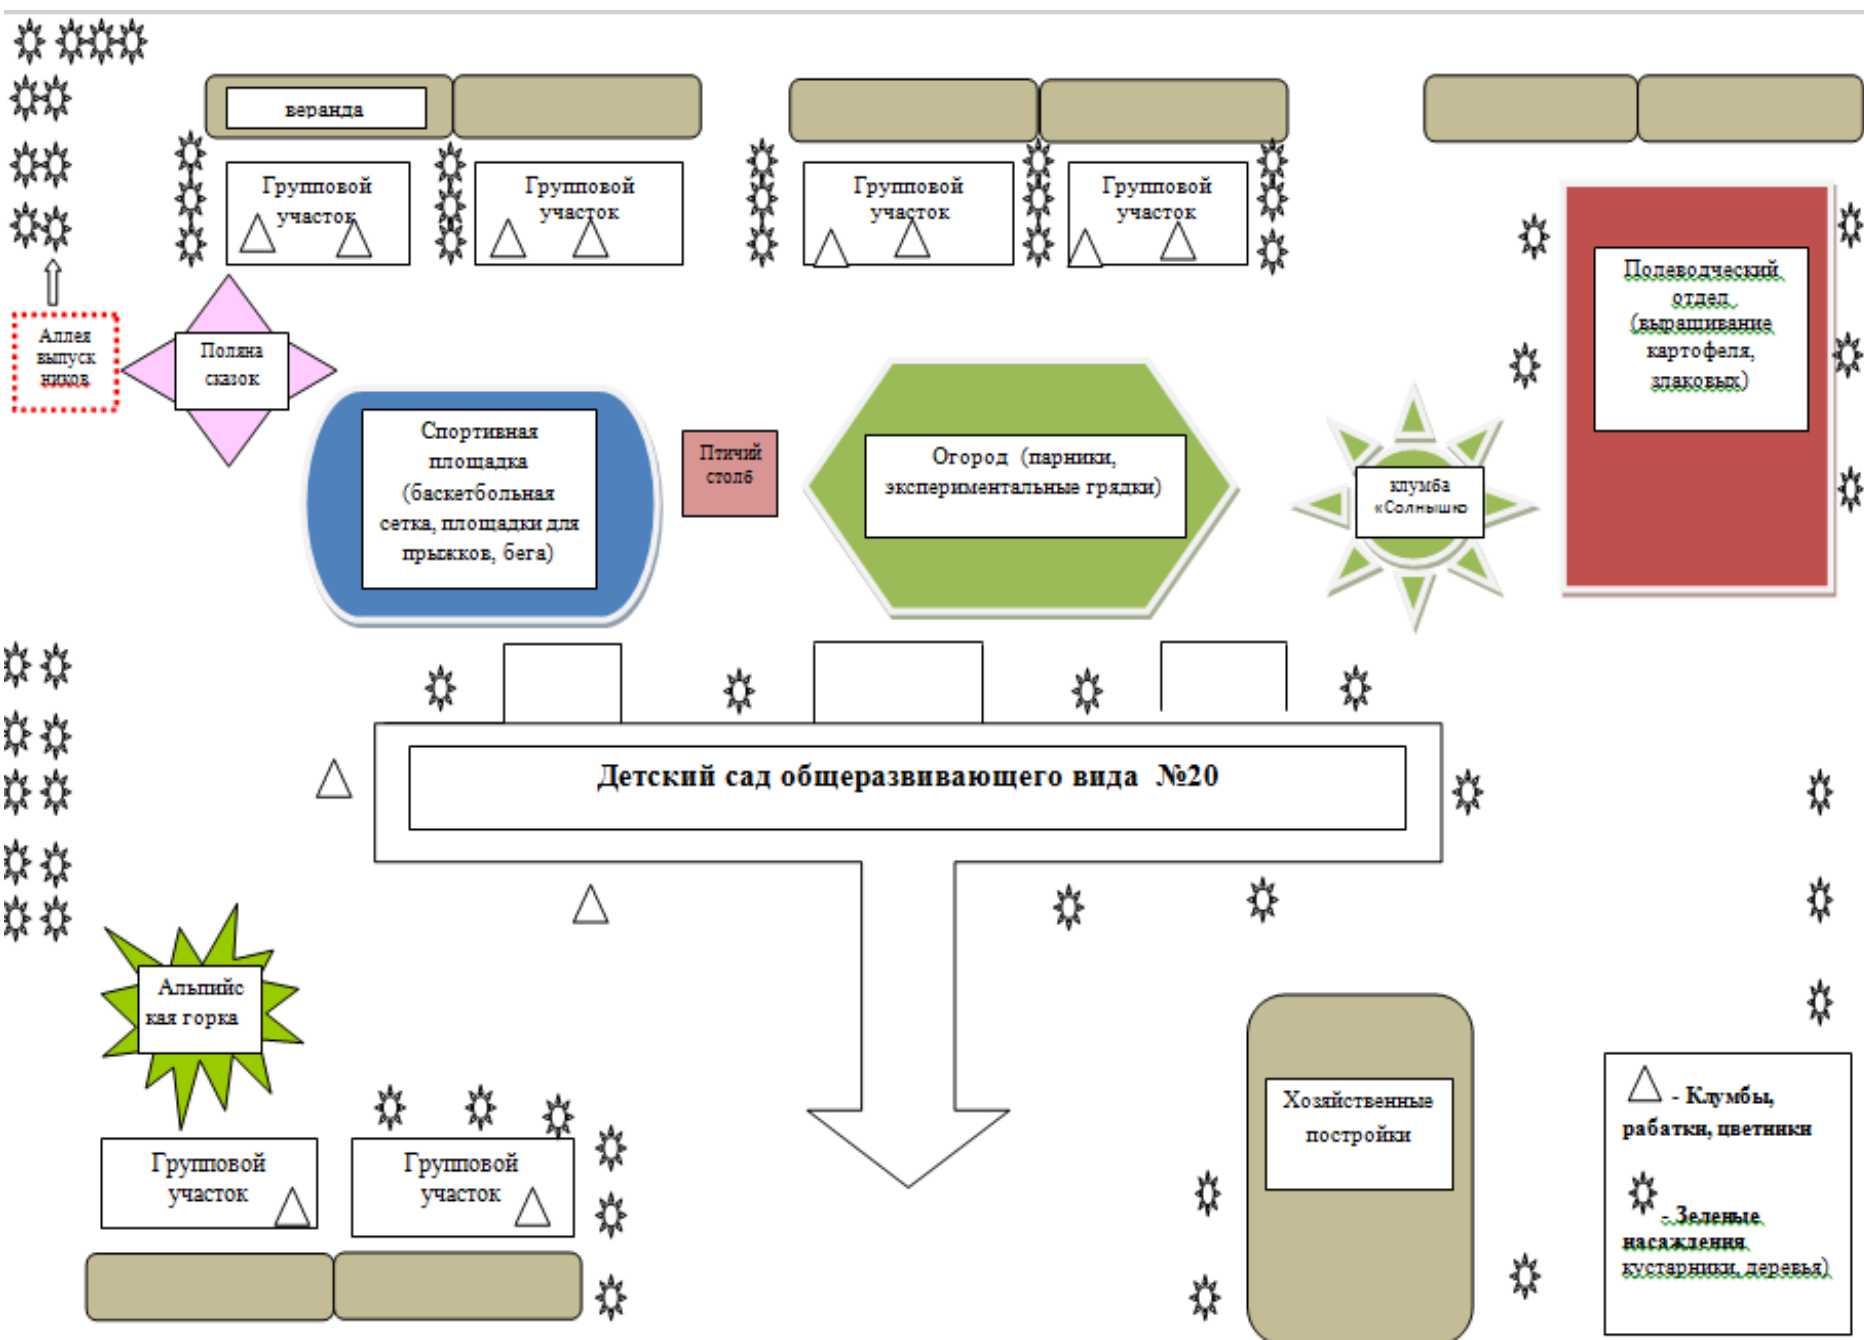 веранда
Групповой
участок
Групповой
участок
Групповой
участок
Групповой
участок
Полеводческий
отдел
(выращивание
картофеля,
злаковых)
Аллея
выпуск
ников
Поляна
сказок
Спортивная
площадка
(баскетбольная
сетка, площадки для
прыжков, бега)
Птичий
столб
Огород (парники,
экспериментальные грядки)
клумба
«Солнышко
Детский сад общеразвивающего вида №20
Альпийс
кая горка
Групповой
участок
Групповой
участок
Хозяйственные
постройки
- Клумбы,
рабатки, цветники
- Зеленые
насаждения
кустарники, деревья)